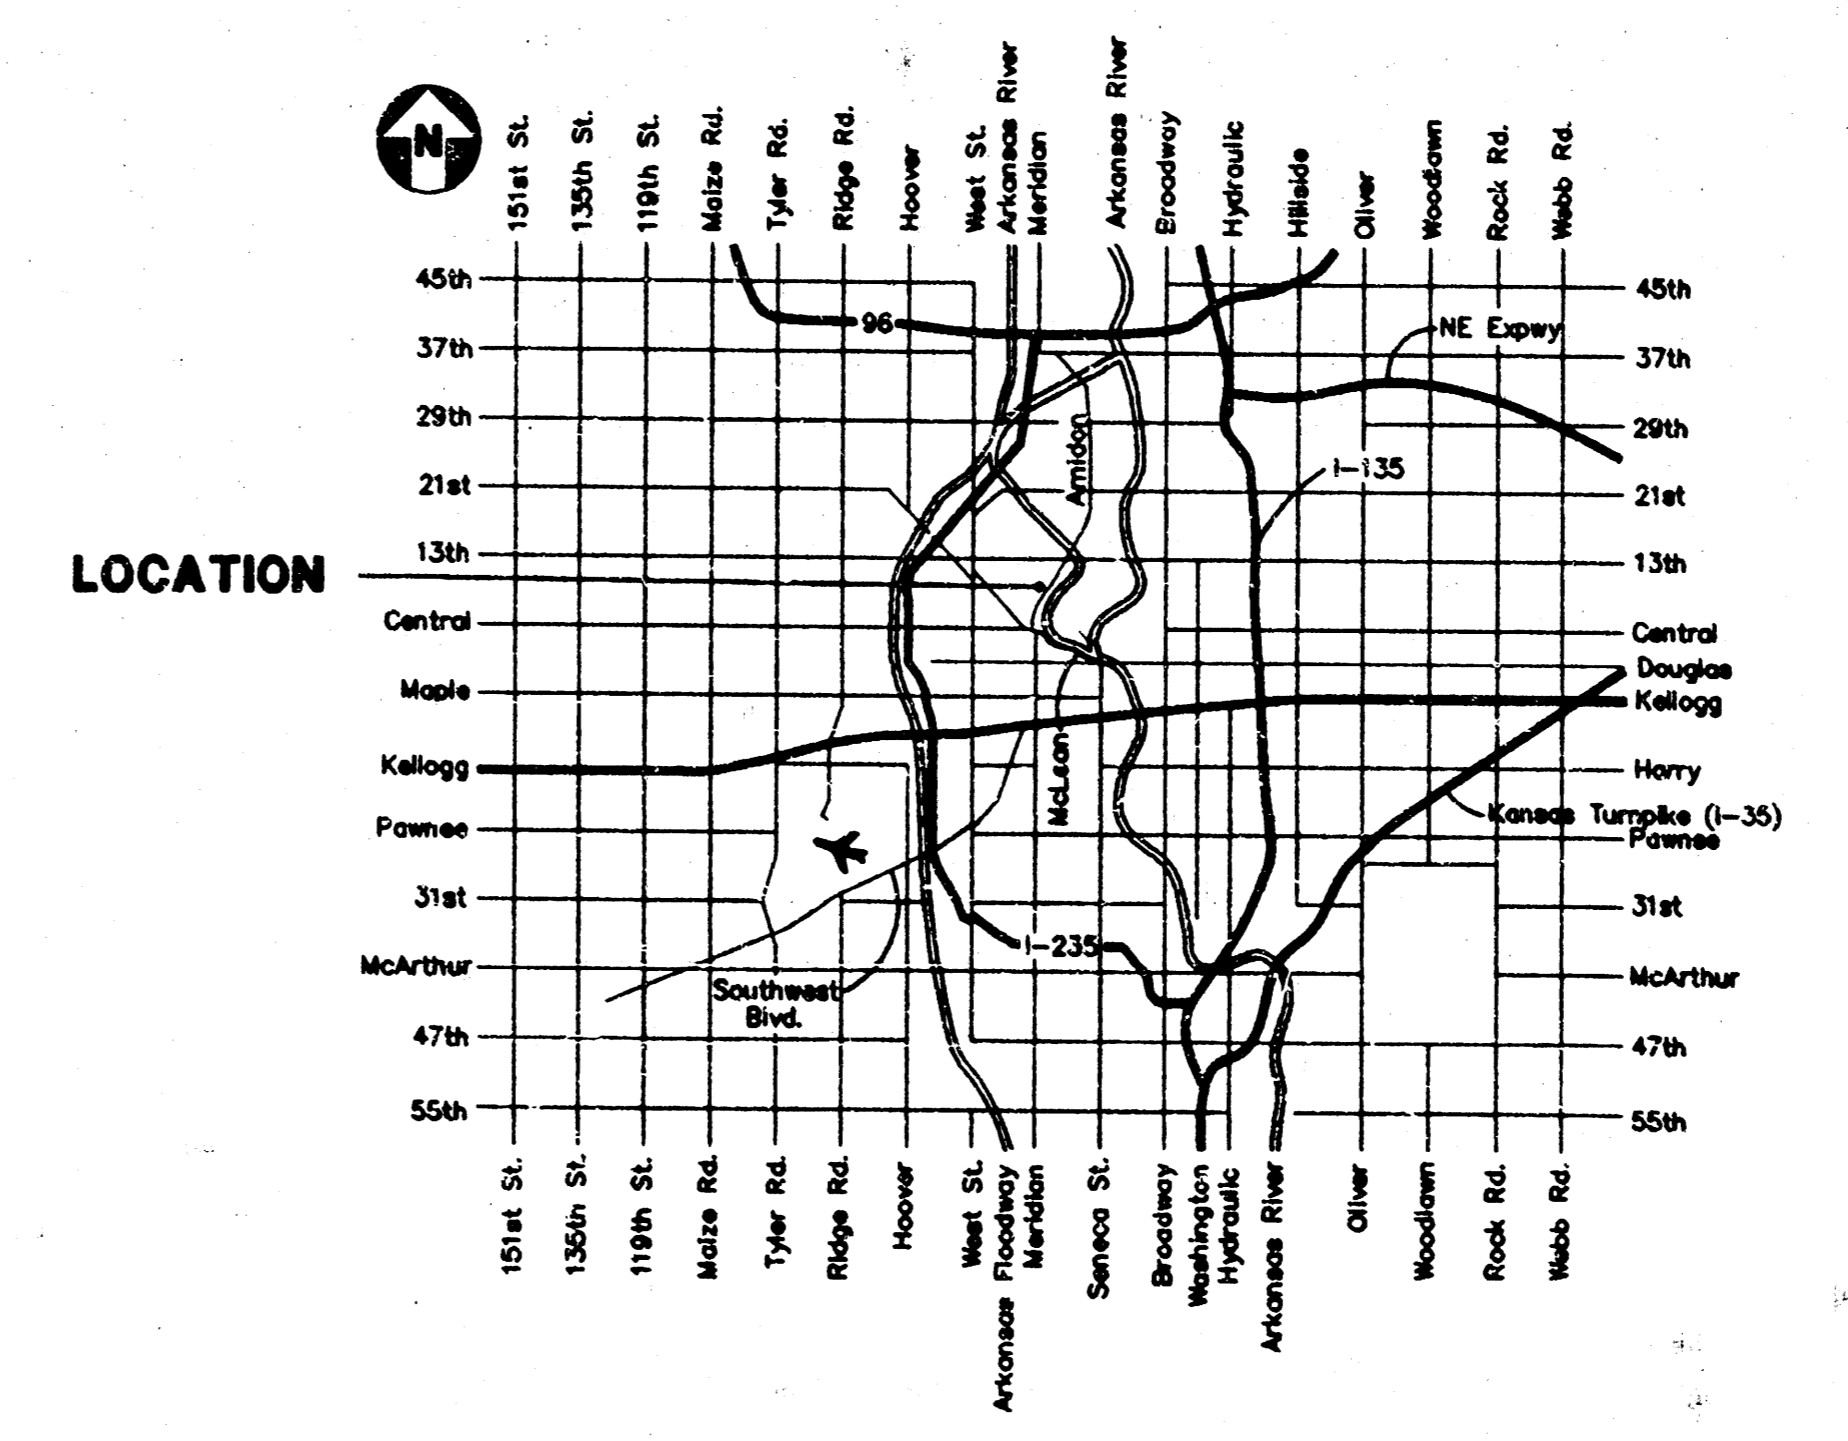 N
151st St.
135th St.
119th St.
Maize Rd.
Tyler Rd.
Ridge Rd.
Hoover
West St.
Arkansas River
Meridian
Arkansas River
Broadway
Hydraulic
Hillside
Oliver
Woodlawn
Rock Rd.
Webb Rd.
45th
45th
96
NE Expwy
37th
37th
29th
29th
Amidon
I-135
21st
21st
LOCATION
13th
13th
Central
Central
Douglas
Maple
Kellogg
McLean
Kellogg
Harry
Kansas Turnpike (I-35)
Pawnee
Pawnee
31st
31st
I-235
McArthur
McArthur
Southwest
Blvd.
47th
47th
55th
55th
151st St.
135th St.
119th St.
Maize Rd.
Tyler Rd.
Ridge Rd.
Hoover
West St.
Arkansas Floodway
Meridian
Seneca St.
Broadway
Washington
Hydraulic
Arkansas River
Oliver
Woodlawn
Rock Rd.
Webb Rd.